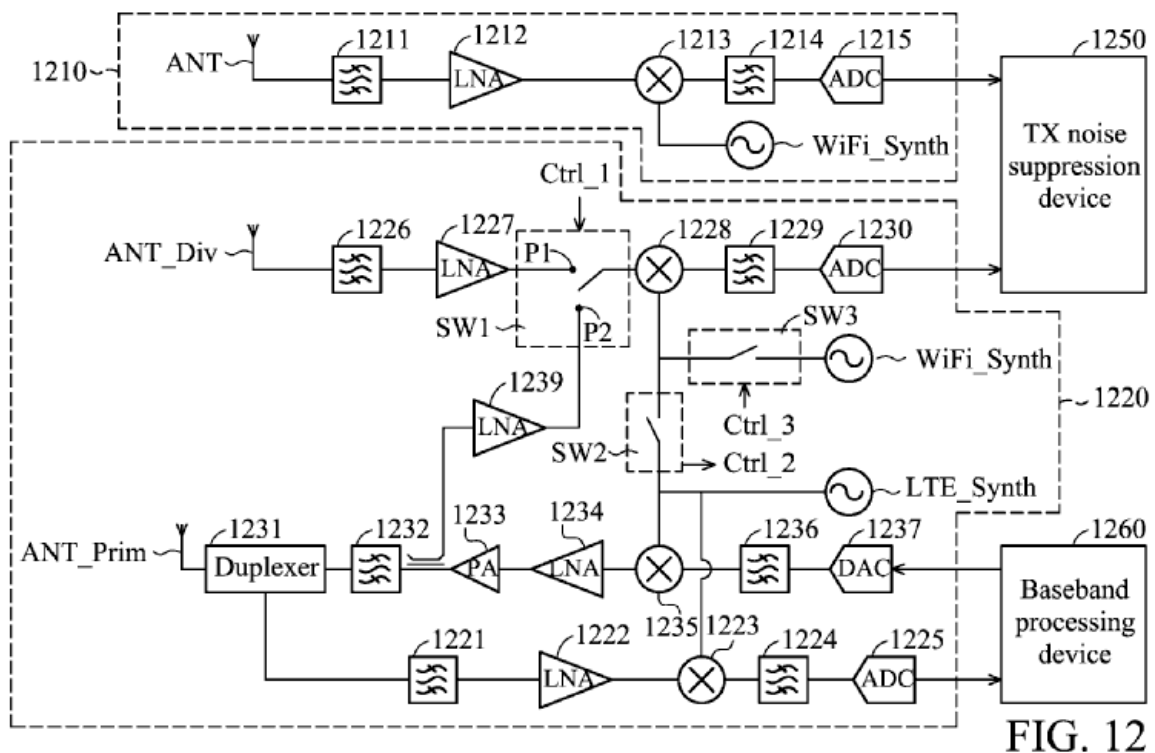 1210
ANT
1211
1212
LNA
1213
1214
1215
ADC
WiFi_Synth
1250
TX noise
suppression
device
Ctrl_1
ANT_Div
1226
1227
LNA
P1
P2
SW1
1228
1229
1230
ADC
SW3
WiFi_Synth
Ctrl_3
1220
1239
LNA
SW2
Ctrl_2
LTE_Synth
ANT_Prim
1231
Duplexer
1232
1233
PA
1234
LNA
1235
1236
1237
DAC
1260
Baseband
processing
device
1221
1222
LNA
1223
1224
1225
ADC
FIG. 12